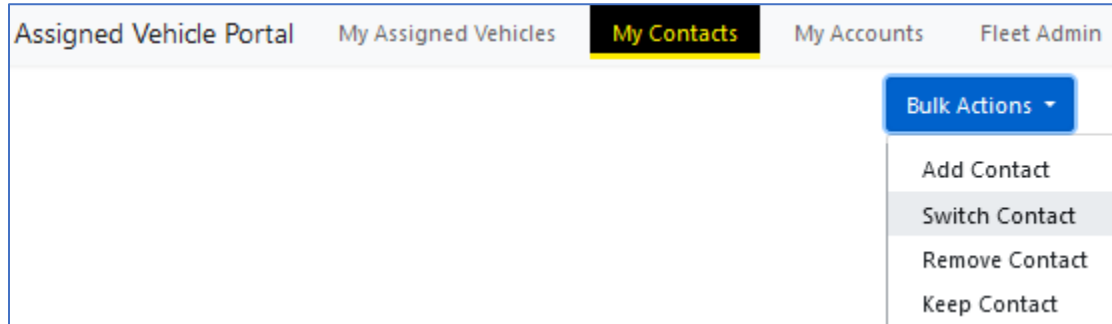 Assigned Vehicle Portal My Assigned Vehicles My Contacts My Accounts Fleet Admin
Bulk Actions
Add Contact
Switch Contact
Remove Contact
Keep Contact